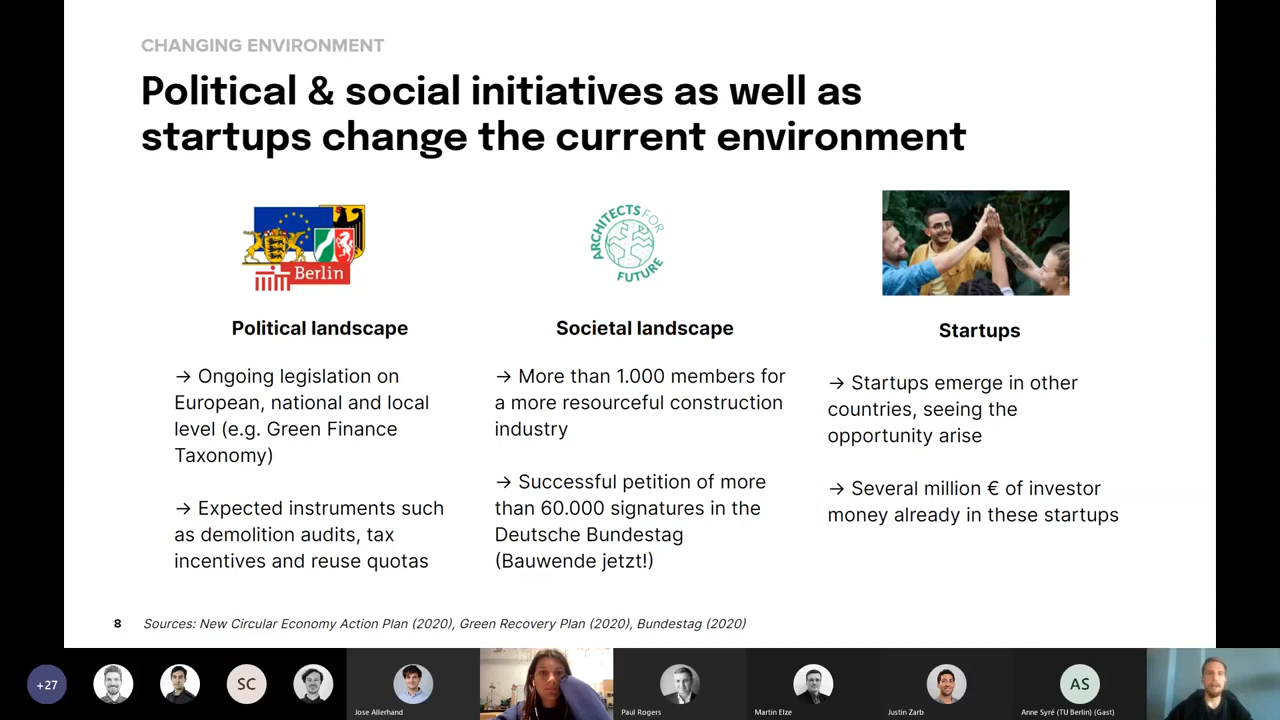 CHANGING ENVIRONMENT
Political & social initiatives as well as
startups change the current environment
Berlin
ARCHITECTS FOR
FUTURE
Political landscape
→ Ongoing legislation on
European, national and local
level (e.g. Green Finance
Taxonomy)
→ Expected instruments such
as demolition audits, tax
incentives and reuse quotas
Societal landscape
→ More than 1.000 members for
a more resourceful construction
industry
→ Successful petition of more
than 60.000 signatures in the
Deutsche Bundestag
(Bauwende jetzt!)
Startups
→ Startups emerge in other
countries, seeing the
opportunity arise
→ Several million € of investor
money already in these startups
8
Sources: New Circular Economy Action Plan (2020), Green Recovery Plan (2020), Bundestag (2020)
+27
SC
Jose Allerhand
Paul Rogers
Martin Elze
Justin Zarb
AS
Anne Syré (TU Berlin) (Gast)